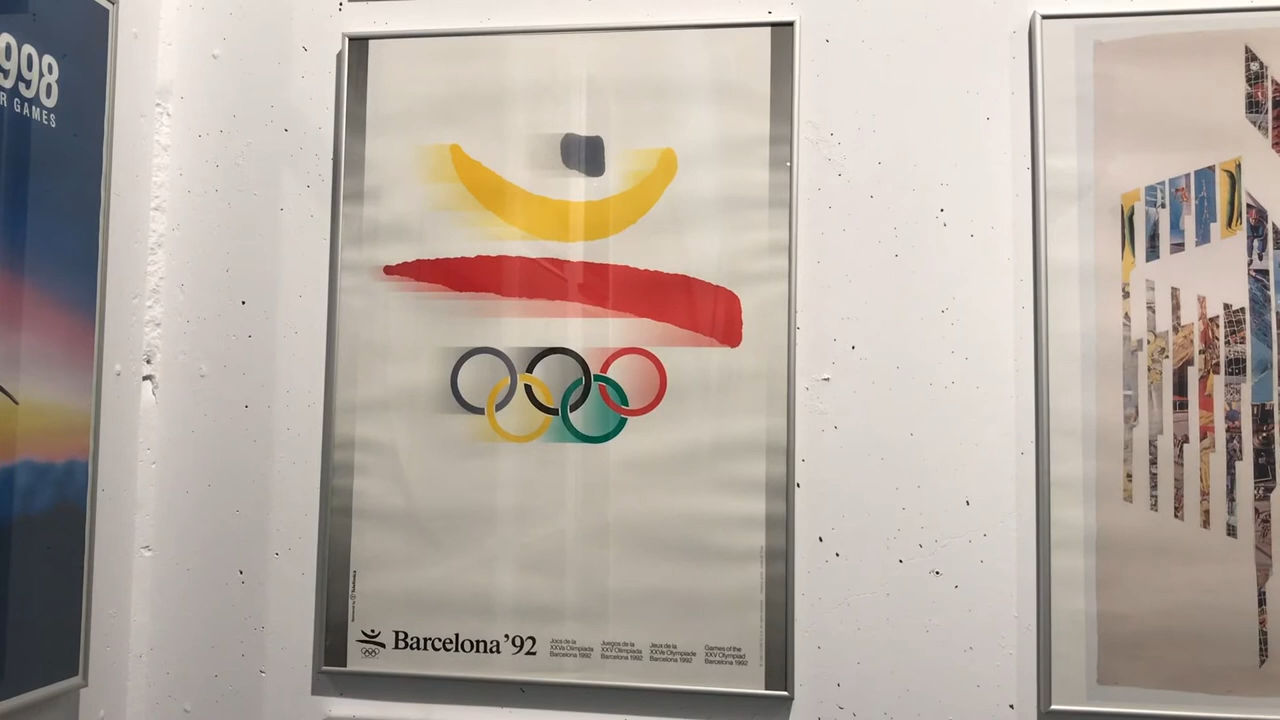 998
R GAMES
Barcelona '92
Jocs de la
XXVa Olimpíada
Barcelona 1992
Juegos de la
XXV Olimpíada
Barcelona 1992
Jeux de la
XXVe Olympiade
Barcelona 1992
Games of the
XXV Olympiad
Barcelona 1992